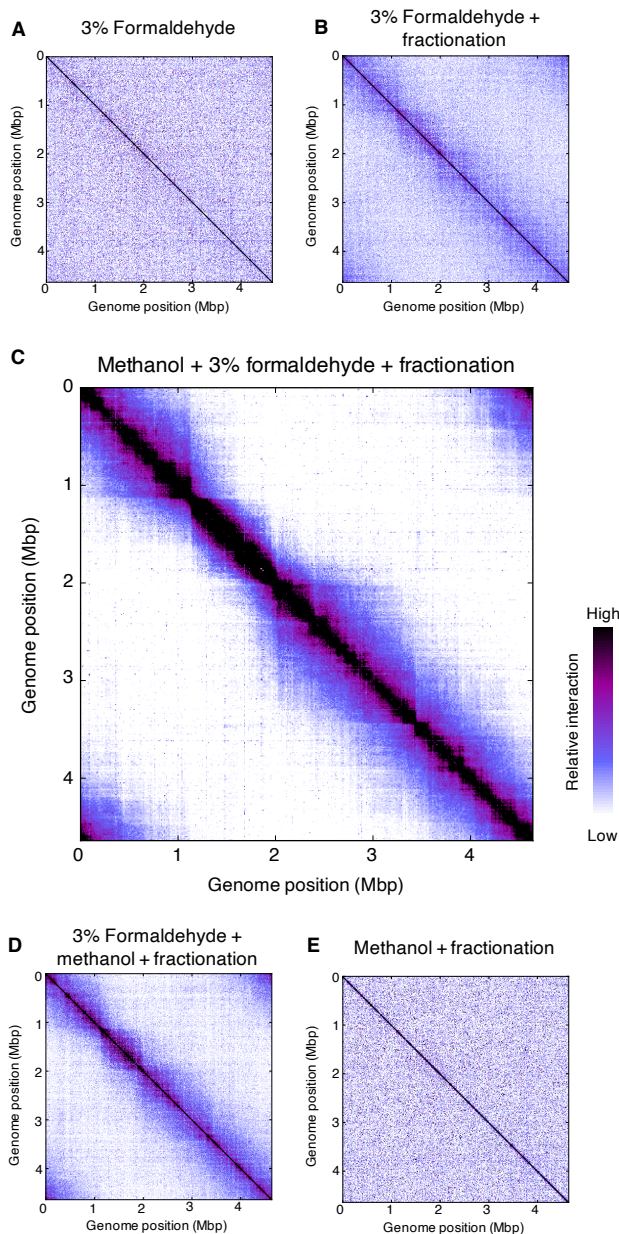 A
3% Formaldehyde
0
1
2
3
4
Genome position (Mbp)
0 1 2 3 4
Genome position (Mbp)
B
3% Formaldehyde +
fractionation
0
1
2
3
4
Genome position (Mbp)
0 1 2 3 4
Genome position (Mbp)
C
Methanol + 3% formaldehyde + fractionation
0
1
2
3
4
Genome position (Mbp)
0 1 2 3 4
Genome position (Mbp)
High
Relative interaction
Low
D
3% Formaldehyde +
methanol + fractionation
0
1
2
3
4
Genome position (Mbp)
0 1 2 3 4
Genome position (Mbp)
E
Methanol + fractionation
0
1
2
3
4
Genome position (Mbp)
0 1 2 3 4
Genome position (Mbp)